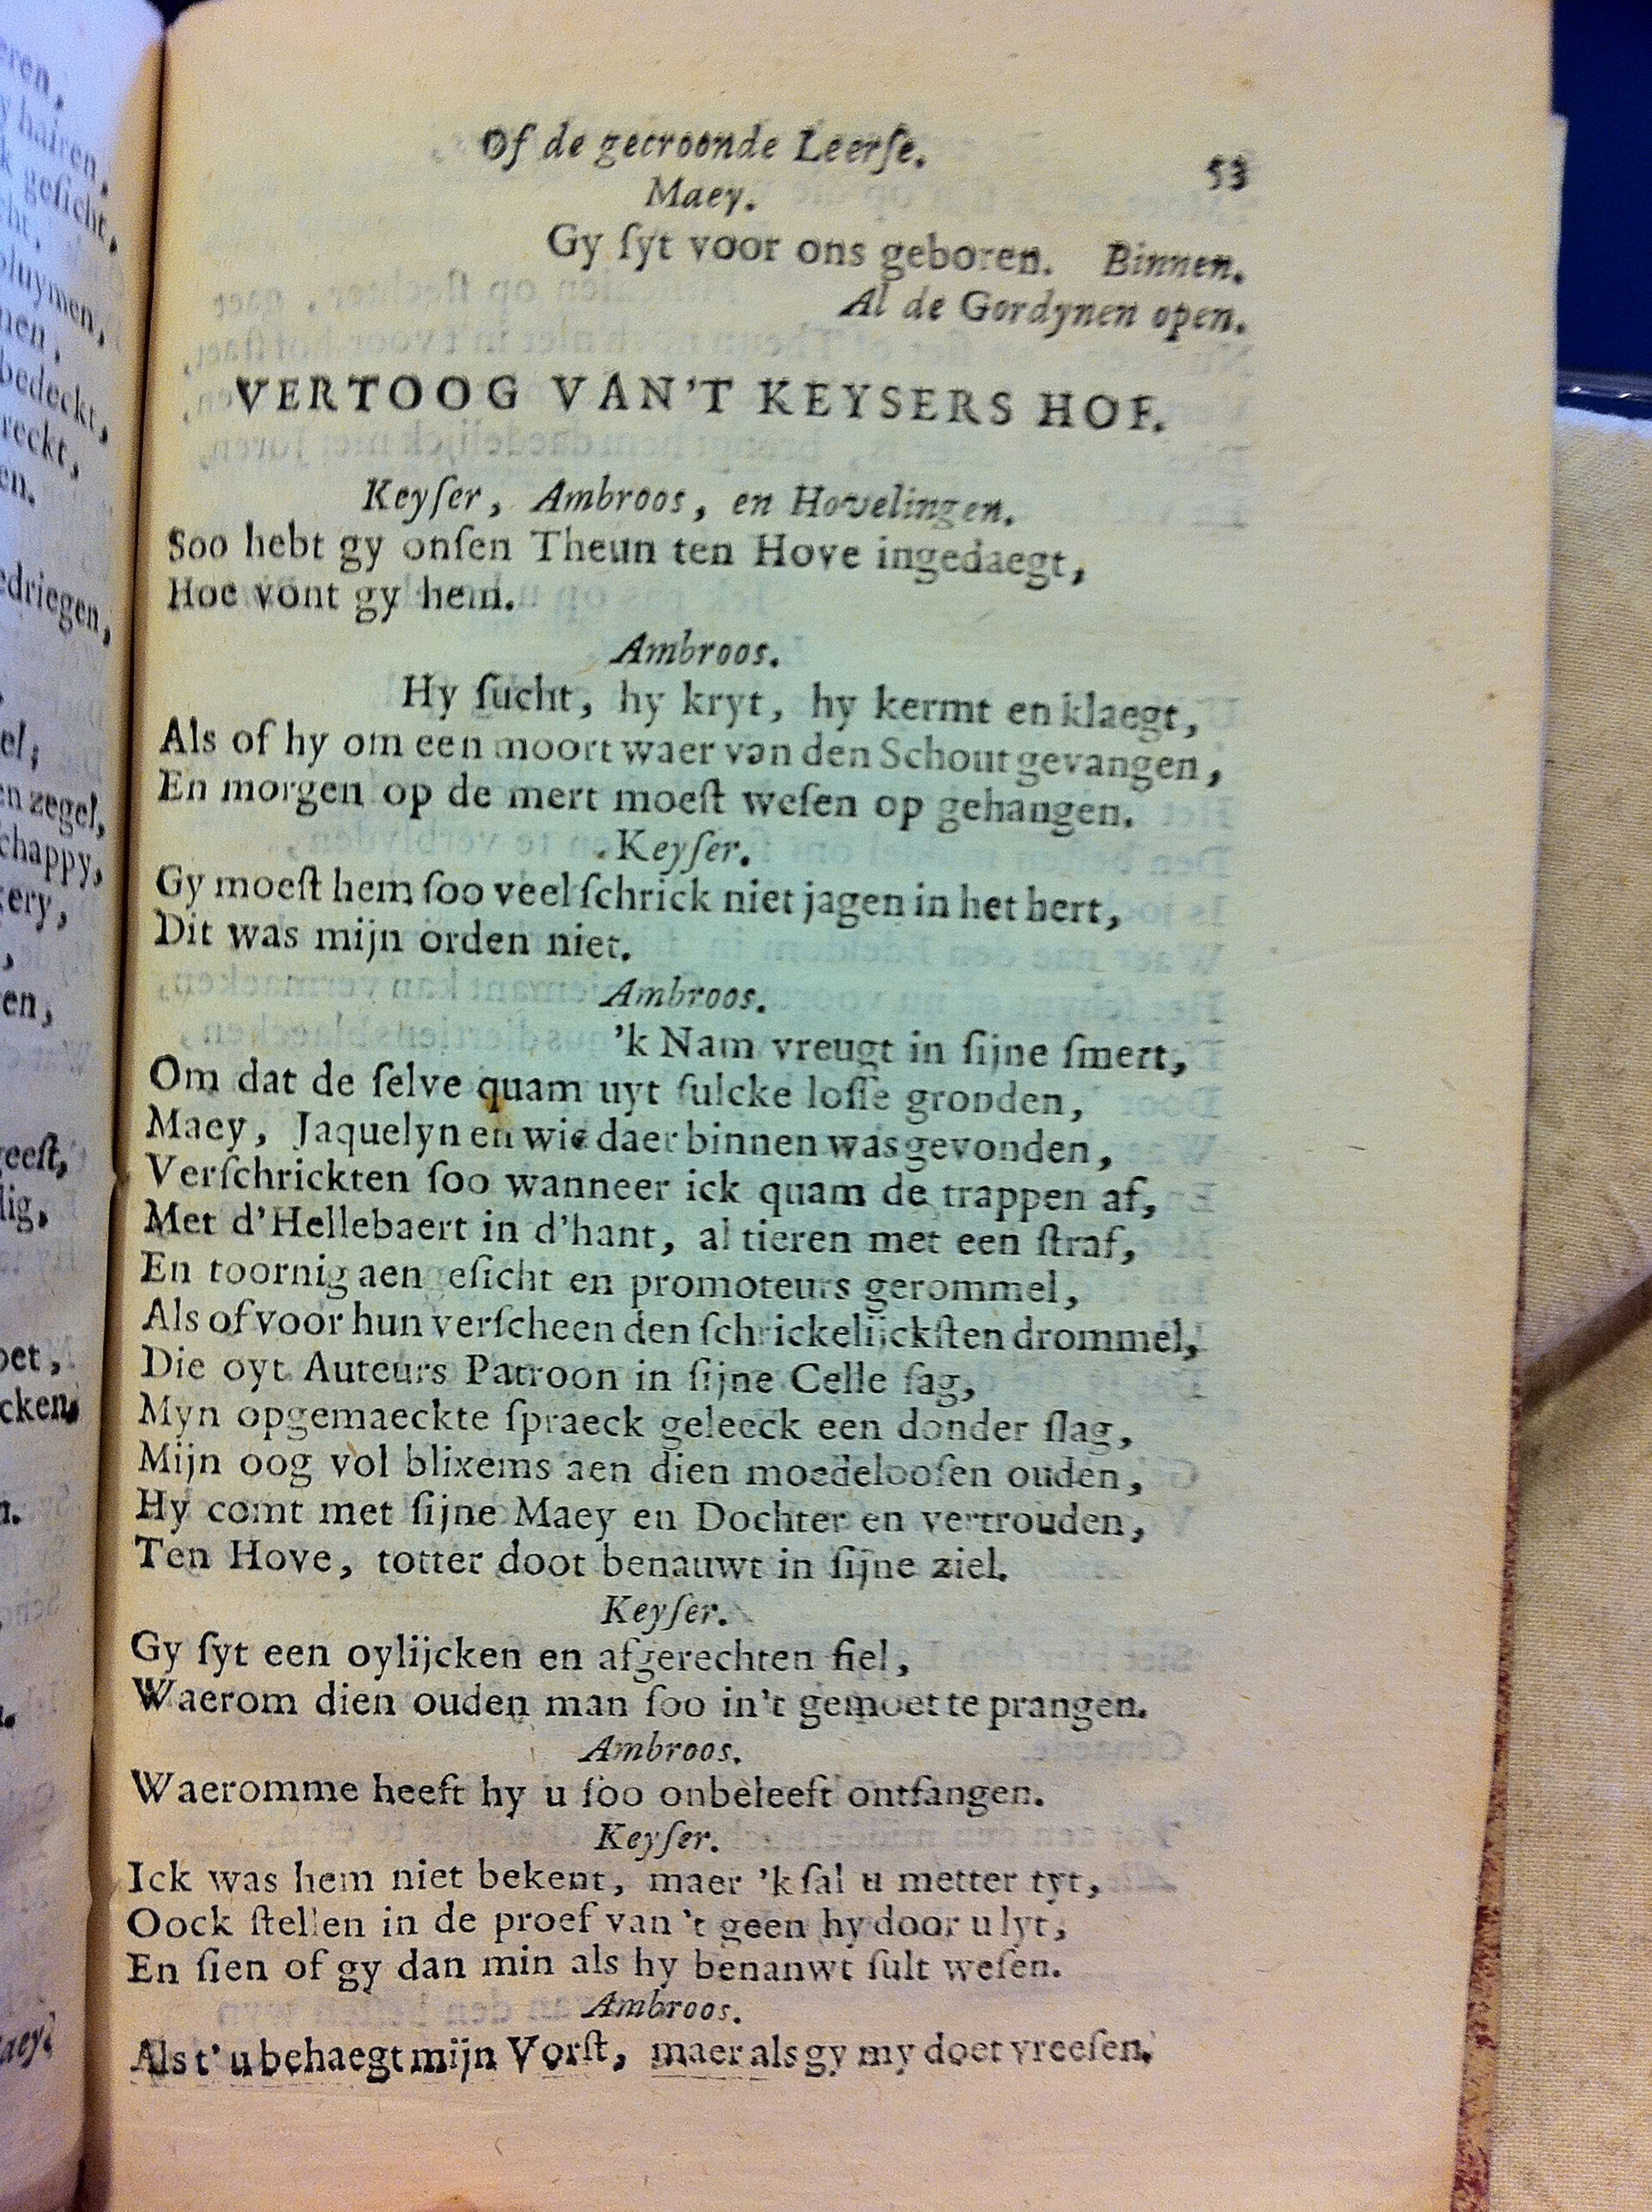 Of de gecroonde Leerſe. 53
Maey.
Gy ſyt voor ons geboren. Binnen.
Al de Gordynen open.
VERTOOG VAN'T KEYSERS HOF.
Keyſer, Ambroos, en Hovelingen.
Soo hebt gy onſen Theun ten Hove ingedaegt,
Hoe vont gy hem.
Ambroos.
Hy ſucht, hy kryt, hy kermt en klaegt,
Als of hy om een moort waer van den Schout gevangen,
En morgen op de mert moeſt weſen op gehangen.
Keyſer.
Gy moeſt hem ſoo veel ſchrick niet jagen in het hert,
Dit was mijn orden niet.
Ambroos.
'k Nam vreugt in ſijne ſmert,
Om dat de ſelve quam uyt ſulcke loſſe gronden,
Maey, Jaquelyn en wie daer binnen was gevonden,
Verſchrickten ſoo wanneer ick quam de trappen af,
Met d'Hellebaert in d'hant, al tieren met een ſtraf,
En toornig aengeſicht en promoteurs gerommel,
Als of voor hun verſcheen den ſchrickelijckſten drommel,
Die oyt Auteurs Patroon in ſijne Celle ſag,
Myn opgemaeckte ſpraeck geleeck een donder ſlag,
Mijn oog vol blixems aen dien moedelooſen ouden,
Hy comt met ſijne Maey en Dochter en vertrouden,
Ten Hove, totter doot benauwt in ſijne ziel.
Keyſer.
Gy ſyt een oylijcken en afgerechten fiel,
Waerom dien ouden man ſoo in't gemoet te prangen.
Ambroos.
Waeromme heeft hy u ſoo onbeleeft ontfangen.
Keyſer.
Ick was hem niet bekent, maer 'k ſal u metter tyt,
Oock ſtellen in de proef van 't geen hy door u lyt,
En ſien of gy dan min als hy benanwt ſult weſen.
Ambroos.
Als t' u behaegt mijn Vorſt, maer als gy my doet vreeſen.